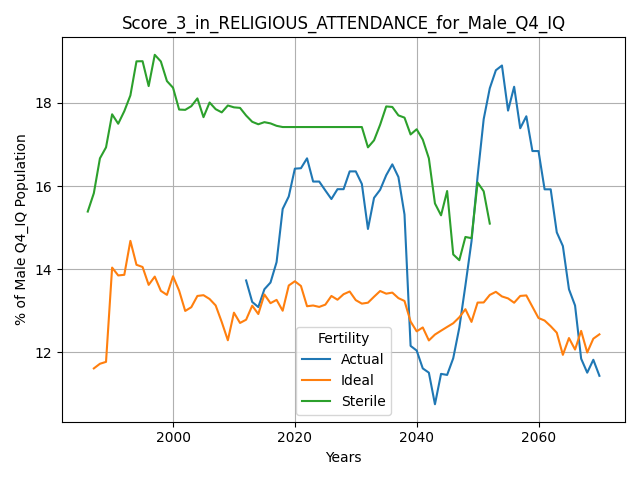 Score_3_in_RELIGIOUS_ATTENDANCE_for_Male_Q4_IQ
% of Male Q4_IQ Population
18
16
14
12
Fertility
Actual
Ideal
Sterile
2000
2020
2040
2060
Years